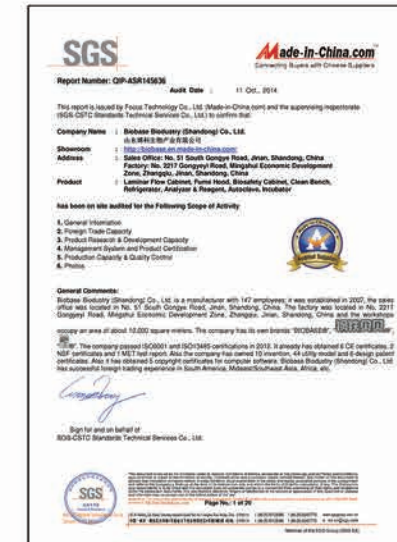 SGS
Made-in-China.com
Connecting Buyers with Chinese Suppliers
Report Number: QIP-ASR145636
Audit Date : 11 Oct., 2014
This report is issued by Focus Technology Co., Ltd. (Made-in-China.com) and the supervising inspectorate
(SGS-CSTC Standards Technical Services Co., Ltd.) to confirm that:
Company Name : Biobase Biodustry (Shandong) Co., Ltd.
Showroom : http://biobase.en.made-in-china.com/
Address : Sales Office: No. 51 South Gongye Road, Jinan, Shandong, China
Factory: No. 2217 Gongyeyi Road, Mingshui Economic Development
Zone, Zhangqiu, Jinan, Shandong, China
Product : Laminar Flow Cabinet, Fume Hood, Biosafety Cabinet, Clean Bench,
Refrigerator, Analyzer & Reagent, Autoclave, Incubator
has been on site audited for the Following Scope of Activity
1. General Information
2. Foreign Trade Capacity
3. Product Research & Development Capacity
4. Management System and Product Certification
5. Production Capacity & Quality Control
6. Photos
Audited Supplier
General Comments:
Biobase Biodustry (Shandong) Co., Ltd. is a manufacturer with 147 employees; it was established in 2007, the sales
office was located in No. 51 South Gongye Road, Jinan, Shandong, China. The factory was located in No. 2217
Gongyeyi Road, Mingshui Economic Development Zone, Zhangqiu, Jinan, Shandong, China and the workshops
occupy an area of about 10,000 square meters. The company has its own brands "BIOBASE®",
The company passed ISO9001 and ISO13485 certifications in 2013. It already has obtained 6 CE certificates, 2
NSF certificates and 1 MET test report. Also the company has owned 10 invention, 44 utility model and 6 design patent
certificates. Also it has obtained 5 copyright certificates for computer software. Biobase Biodustry (Shandong) Co., Ltd.
has successful foreign trading experience in South America, Mideast/Southeast Asia, Africa, etc.
Sign for and on behalf of
SGS-CSTC Standards Technical Services Co., Ltd.
SGS
Page No.: 1 of 20
Member of the SGS Group (SGS SA)